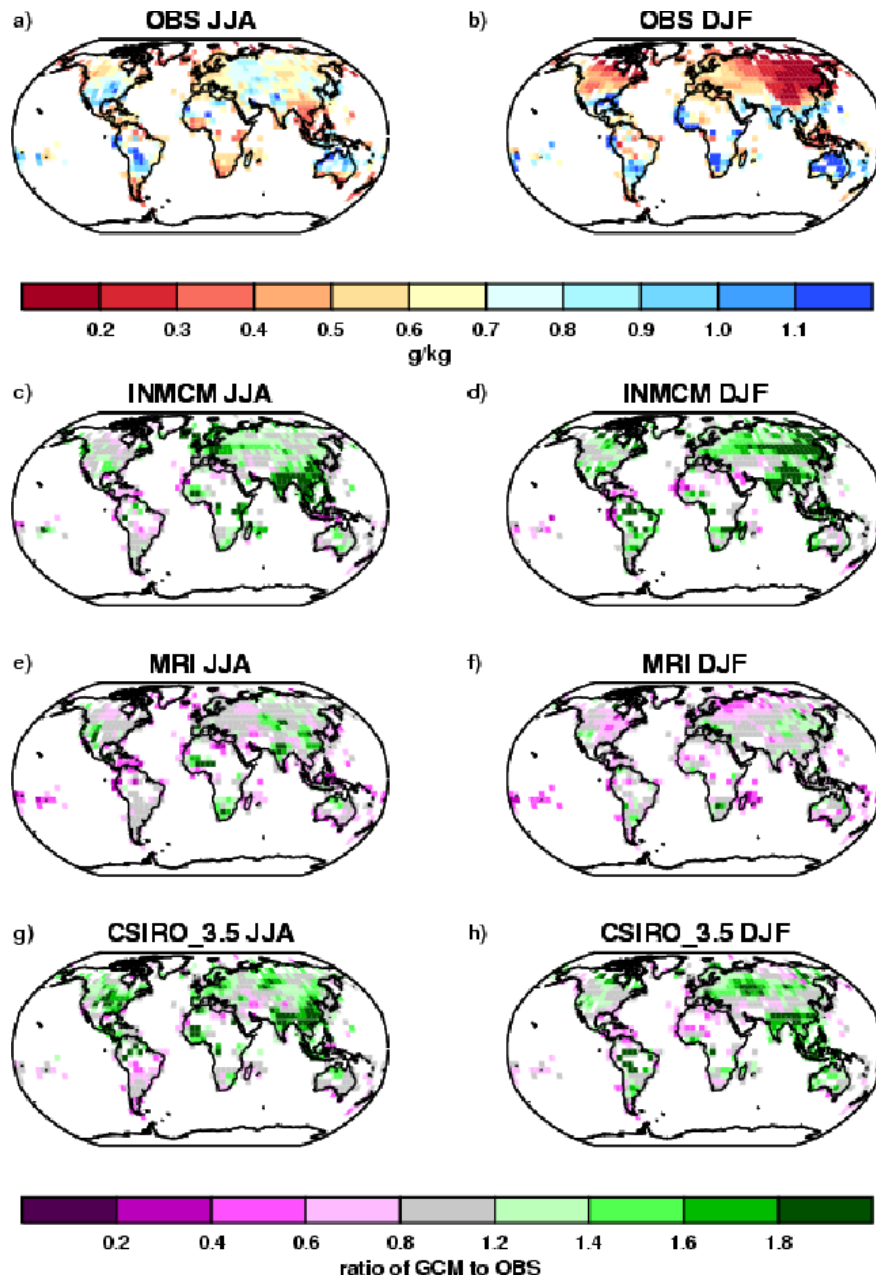 a) OBS JJA
b) OBS DJF
0.2 0.3 0.4 0.5 0.6 0.7 0.8 0.9 1.0 1.1
g/kg
c) INMCM JJA
d) INMCM DJF
e) MRI JJA
f) MRI DJF
g) CSIRO_3.5 JJA
h) CSIRO_3.5 DJF
0.2 0.4 0.6 0.8 1.2 1.4 1.6 1.8
ratio of GCM to OBS